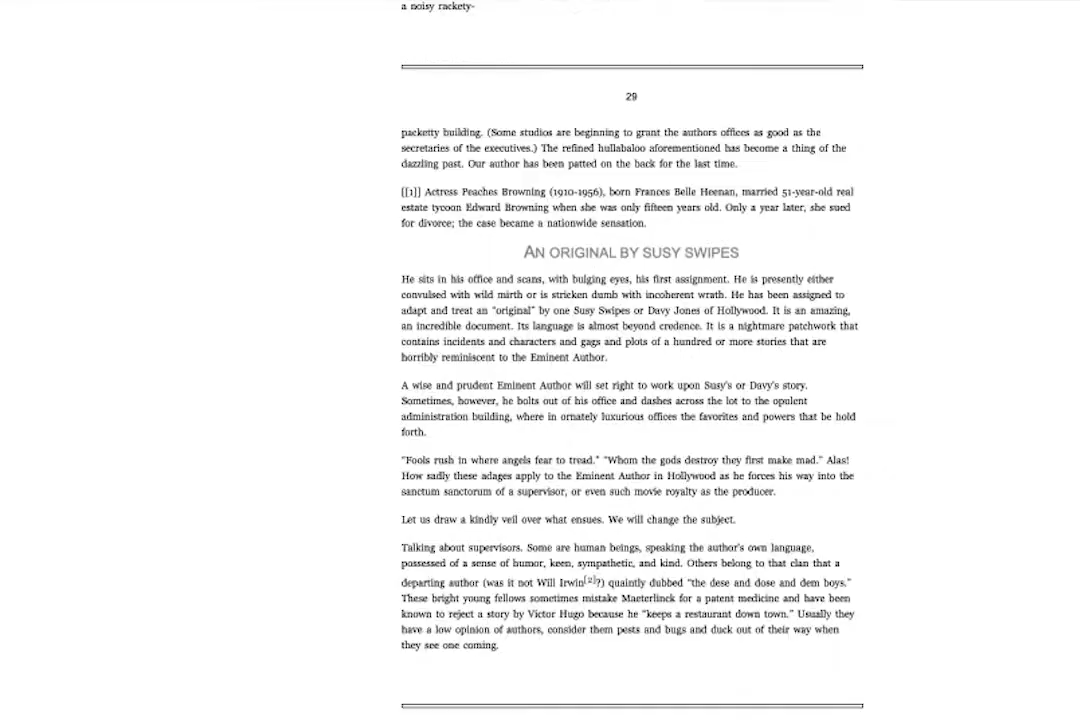 a noisy rackety-
29
packetty building. (Some studios are beginning to grant the authors offices as good as the
secretaries of the executives.) The refined hullabaloo aforementioned has become a thing of the
dazzling past. Our author has been patted on the back for the last time.
[[1]] Actress Peaches Browning (1910-1956), born Frances Belle Heenan, married 51-year-old real
estate tycoon Edward Browning when she was only fifteen years old. Only a year later, she sued
for divorce; the case became a nationwide sensation.
AN ORIGINAL BY SUSY SWIPES
He sits in his office and scans, with bulging eyes, his first assignment. He is presently either
convulsed with wild mirth or is stricken dumb with incoherent wrath. He has been assigned to
adapt and treat an "original" by one Susy Swipes or Davy Jones of Hollywood. It is an amazing,
an incredible document. Its language is almost beyond credence. It is a nightmare patchwork that
contains incidents and characters and gags and plots of a hundred or more stories that are
horribly reminiscent to the Eminent Author.
A wise and prudent Eminent Author will set right to work upon Susy's or Davy's story.
Sometimes, however, he bolts out of his office and dashes across the lot to the opulent
administration building, where in ornately luxurious offices the favorites and powers that be hold
forth.
"Fools rush in where angels fear to tread." "Whom the gods destroy they first make mad." Alas!
How sadly these adages apply to the Eminent Author in Hollywood as he forces his way into the
sanctum sanctorum of a supervisor, or even such movie royalty as the producer.
Let us draw a kindly veil over what ensues. We will change the subject.
Talking about supervisors. Some are human beings, speaking the author's own language,
possessed of a sense of humor, keen, sympathetic, and kind. Others belong to that clan that a
departing author (was it not Will Irwin[2]?) quaintly dubbed "the dese and dose and dem boys."
These bright young fellows sometimes mistake Maeterlinck for a patent medicine and have been
known to reject a story by Victor Hugo because he "keeps a restaurant down town." Usually they
have a low opinion of authors, consider them pests and bugs and duck out of their way when
they see one coming.